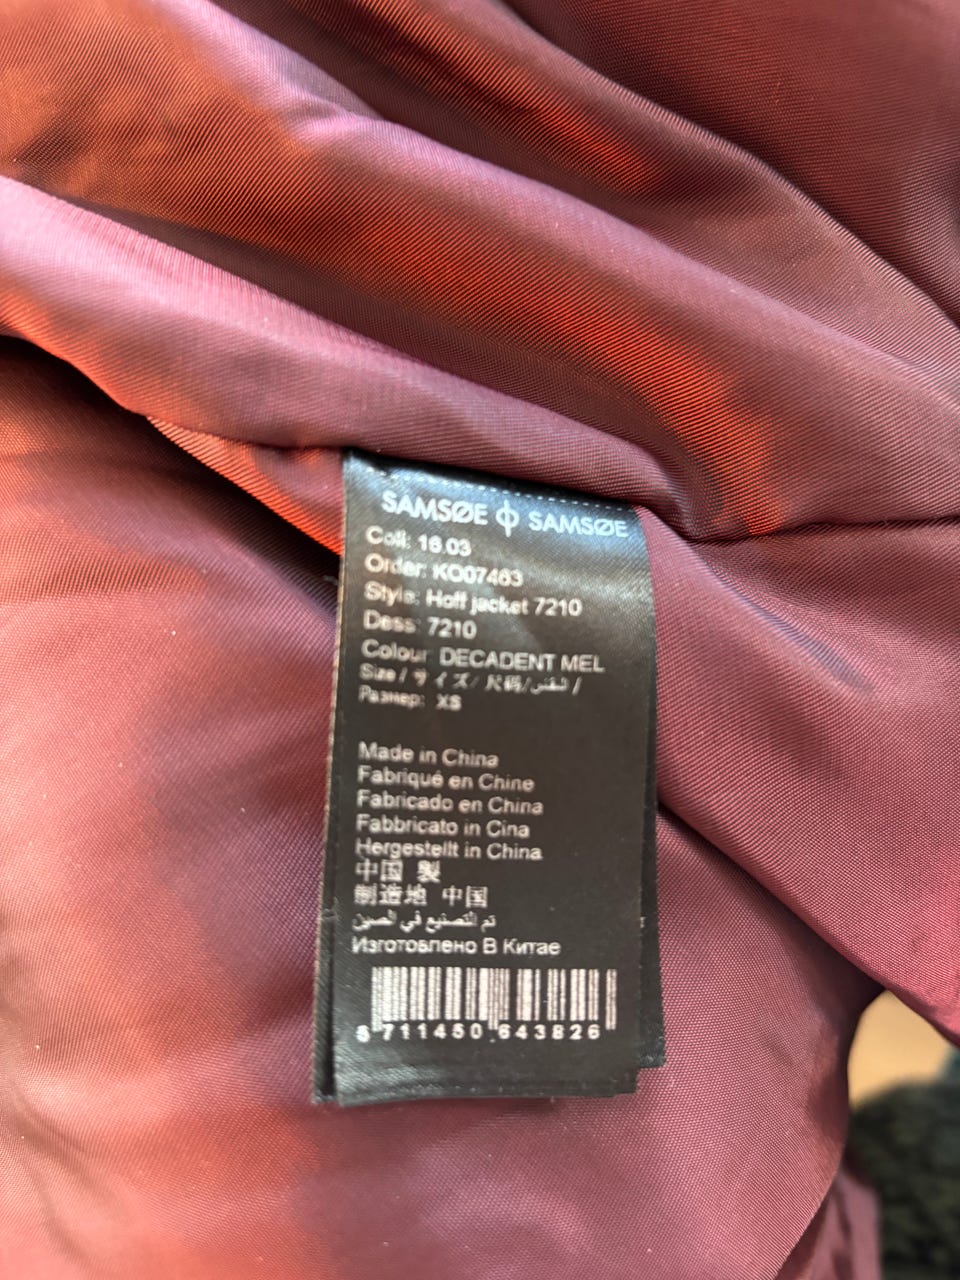 SAMSØE ϕ SAMSØE
Coll: 16.03
Order: KO07463
Style: Hoff jacket 7210
Dess: 7210
Colour: DECADENT MEL
Size / サイズ/ 尺码/المقاس /
Размер: XS
Made in China
Fabriqué en Chine
Fabricado en China
Fabbricato in Cina
Hergestellt in China
中国 製
制造地 中国
تم التصنيع في الصين
Изготовлено В Китае
5 711450 643826